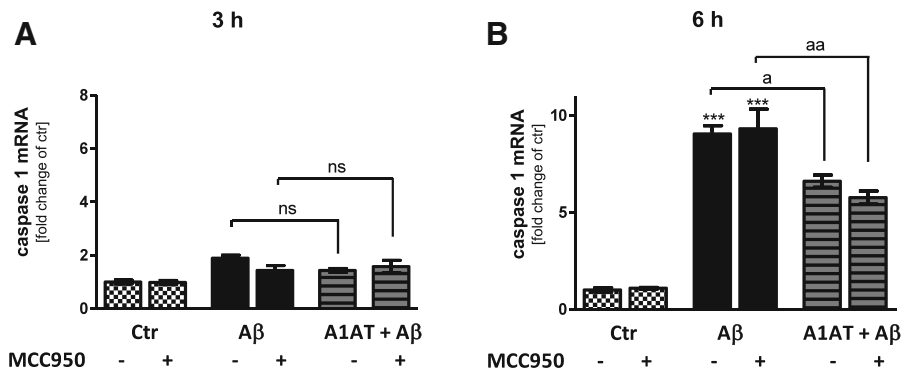 A
3 h
caspase 1 mRNA
[fold change of ctr]
8
6
4
2
0
ns
ns
Ctr Aβ A1AT + Aβ
MCC950 - + - + - +
B
6 h
caspase 1 mRNA
[fold change of ctr]
10
5
0
aa
a
*** ***
Ctr Aβ A1AT + Aβ
MCC950 - + - + - +